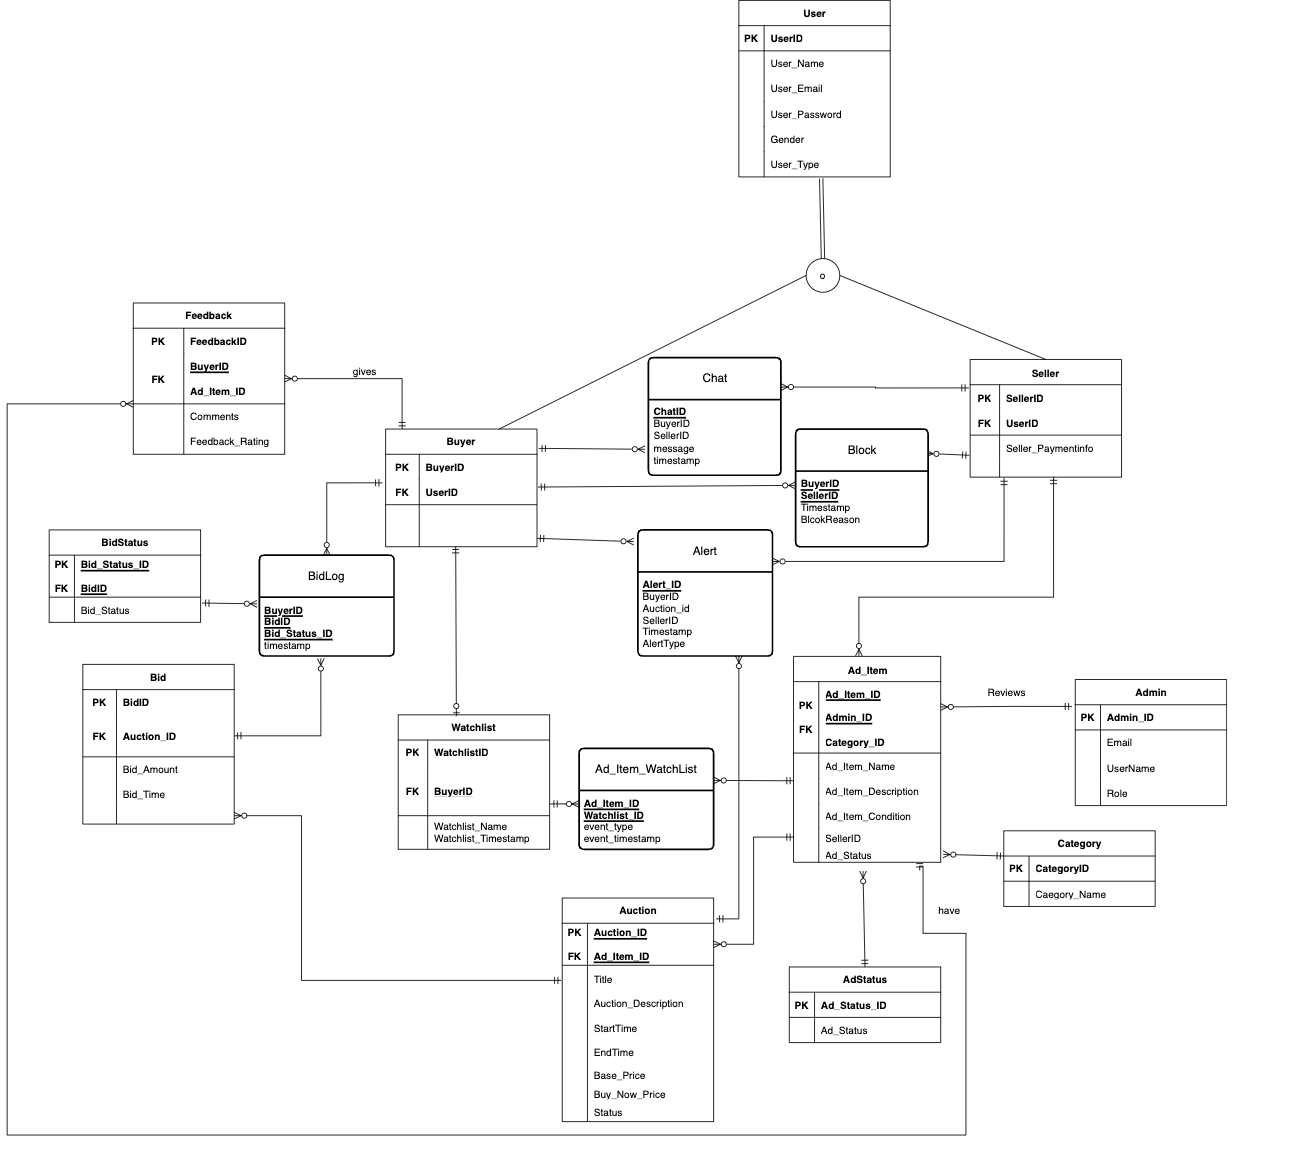 User
PK UserID
User_Name
User_Email
User_Password
Gender
User_Type
o
Feedback
PK FeedbackID
BuyerID
FK
Ad_Item_ID
Comments
Feedback_Rating
gives
Chat
ChatID
BuyerID
SellerID
message
timestamp
Seller
PK SellerID
FK UserID
Seller_Paymentinfo
Buyer
PK BuyerID
FK UserID
Block
BuyerID
SellerID
Timestamp
BlcokReason
BidStatus
PK Bid_Status_ID
FK BidID
Bid_Status
BidLog
BuyerID
BidID
Bid_Status_ID
timestamp
Alert
Alert_ID
BuyerID
Auction_id
SellerID
Timestamp
AlertType
Bid
PK BidID
FK Auction_ID
Bid_Amount
Bid_Time
Watchlist
PK WatchlistID
FK BuyerID
Watchlist_Name
Watchlist_Timestamp
Ad_Item_WatchList
Ad_Item_ID
Watchlist_ID
event_type
event_timestamp
Ad_Item
Ad_Item_ID
PK
Admin_ID
FK
Category_ID
Ad_Item_Name
Ad_Item_Description
Ad_Item_Condition
SellerID
Ad_Status
Reviews
Admin
PK Admin_ID
Email
UserName
Role
Category
PK CategoryID
Caegory_Name
have
Auction
PK Auction_ID
FK Ad_Item_ID
Title
Auction_Description
StartTime
EndTime
Base_Price
Buy_Now_Price
Status
AdStatus
PK Ad_Status_ID
Ad_Status